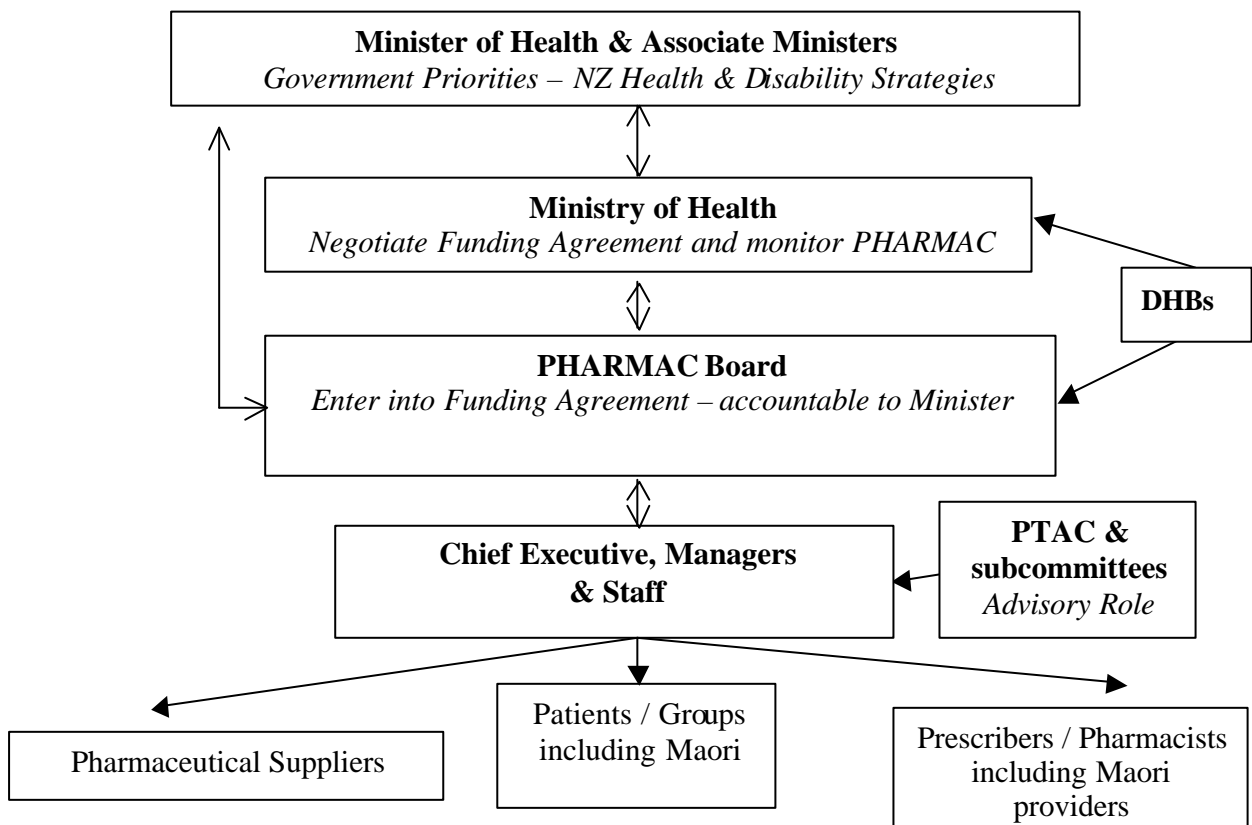 Minister of Health & Associate Ministers
Government Priorities – NZ Health & Disability Strategies
Ministry of Health
Negotiate Funding Agreement and monitor PHARMAC
DHBs
PHARMAC Board
Enter into Funding Agreement – accountable to Minister
Chief Executive, Managers
& Staff
PTAC &
subcommittees
Advisory Role
Pharmaceutical Suppliers
Patients / Groups
including Maori
Prescribers / Pharmacists
including Maori
providers